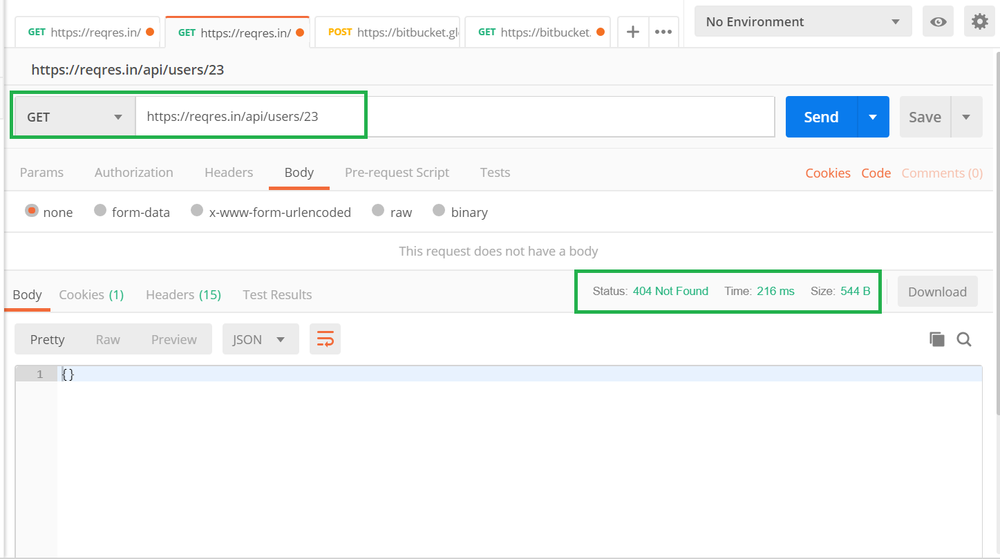 GET https://reqres.in/ GET https://reqres.in/ POST https://bitbucket.gl GET https://bitbucket. No Environment
https://reqres.in/api/users/23
GET https://reqres.in/api/users/23 Send Save
Params Authorization Headers Body Pre-request Script Tests Cookies Code Comments (0)
none form-data x-www-form-urlencoded raw binary
This request does not have a body
Body Cookies (1) Headers (15) Test Results Status: 404 Not Found Time: 216 ms Size: 544 B Download
Pretty Raw Preview JSON
1 {}